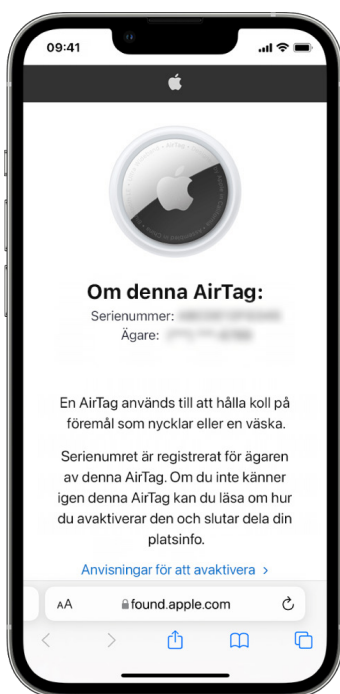 09:41
Om denna AirTag:
Serienummer:
Ägare:
En AirTag används till att hålla koll på
föremål som nycklar eller en väska.
Serienumret är registrerat för ägaren
av denna AirTag. Om du inte känner
igen denna AirTag kan du läsa om hur
du avaktiverar den och slutar dela din
platsinfo.
Anvisningar för att avaktivera >
AA found.apple.com